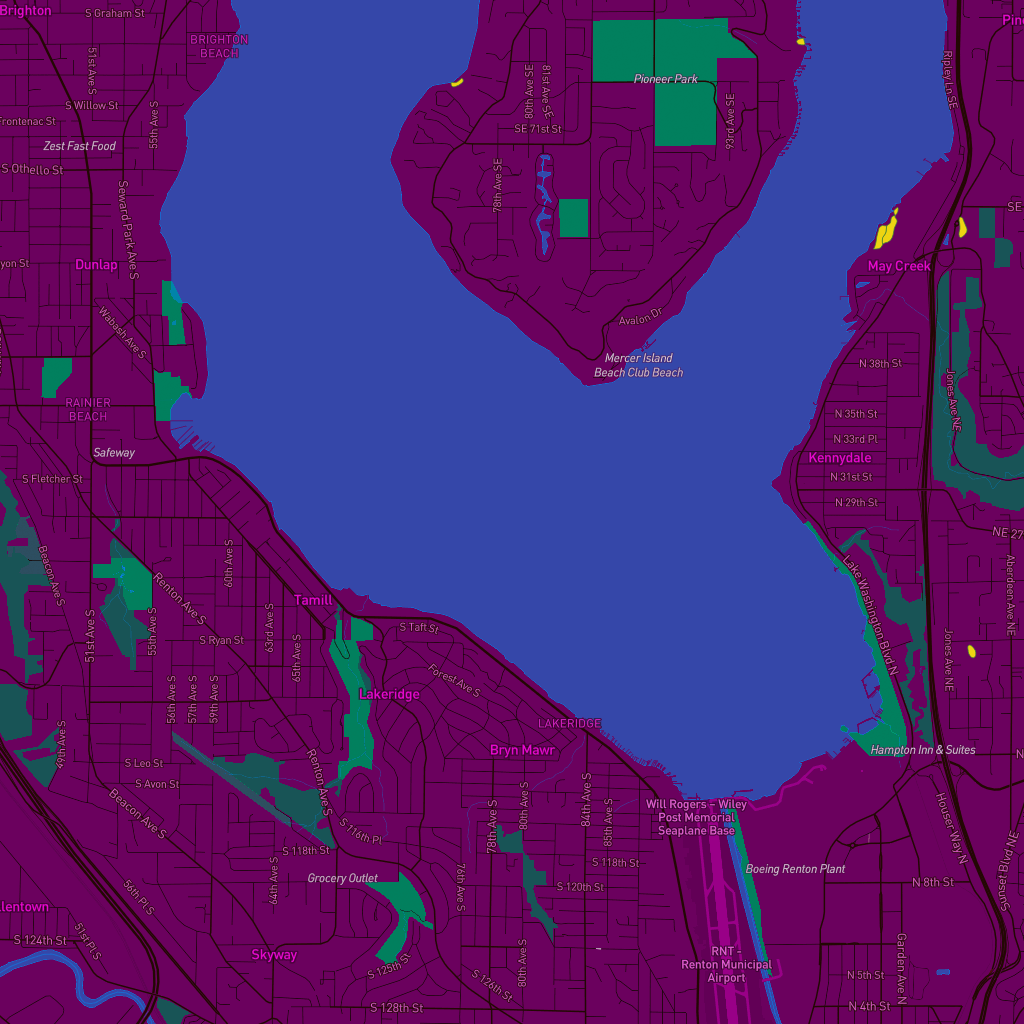 Brighton
S Graham St
BRIGHTON
BEACH
51st Ave S
S Willow St
55th Ave S
Frontenac St
Zest Fast Food
S Othello St
Seward Park Ave S
Dunlap
yon St
Wabash Ave S
RAINIER
BEACH
Safeway
S Fletcher St
80th Ave SE
81st Ave SE
Pioneer Park
SE 71st St
93rd Ave SE
78th Ave SE
Avalon Dr
Mercer Island
Beach Club Beach
Pine
Ripley Ln SE
SE
May Creek
N 38th St
Jones Ave NE
N 35th St
N 33rd Pl
Kennydale
N 31st St
N 29th St
NE 27
Beacon Ave S
60th Ave S
Renton Ave S
Tamill
51st Ave S
55th Ave S
S Ryan St
63rd Ave S
65th Ave S
S Taft St
Forest Ave S
Lakeridge
56th Ave S
57th Ave S
59th Ave S
49th Ave S
LAKERIDGE
Bryn Mawr
S Leo St
S Avon St
Renton Ave S
Beacon Ave S
S 116th Pl
S 118th St
Grocery Outlet
64th Ave S
76th Ave S
78th Ave S
80th Ave S
84th Ave S
85th Ave S
S 118th St
S 120th St
56th Pl S
llentown
S 124th St
51st Pl S
Skyway
S 125th St
S 126th St
80th Ave S
S 128th St
Lake Washington Blvd N
Aberdeen Ave NE
Jones Ave NE
Hampton Inn & Suites
N
Will Rogers – Wiley
Post Memorial
Seaplane Base
Houser Way N
Boeing Renton Plant
N 8th St
Sunset Blvd NE
RNT -
Renton Municipal
Airport
Garden Ave N
N 5th St
N 4th St